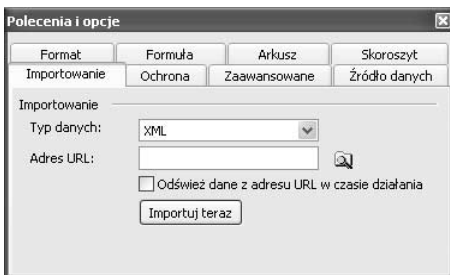 Polecenia i opcje
Format Formuła Arkusz Skoroszyt
Importowanie Ochrona Zaawansowane Źródło danych
Importowanie
Typ danych: XML
Adres URL:
Odśwież dane z adresu URL w czasie działania
Importuj teraz